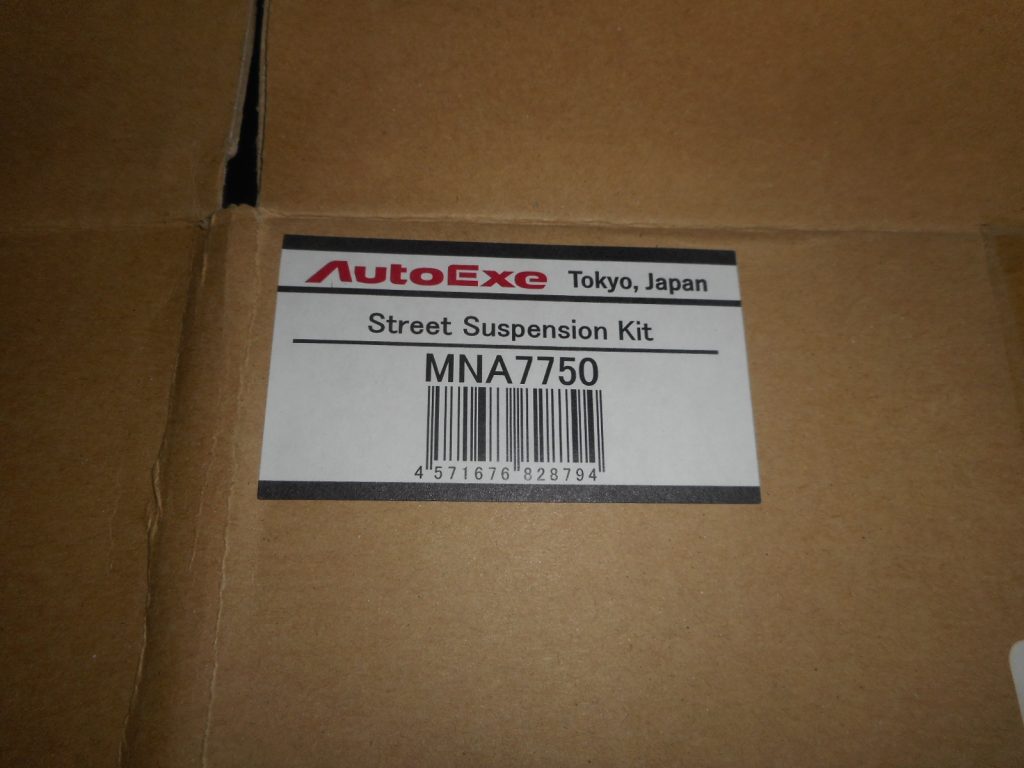 AutoExe Tokyo, Japan
Street Suspension Kit
MNA7750
4 571676 828794